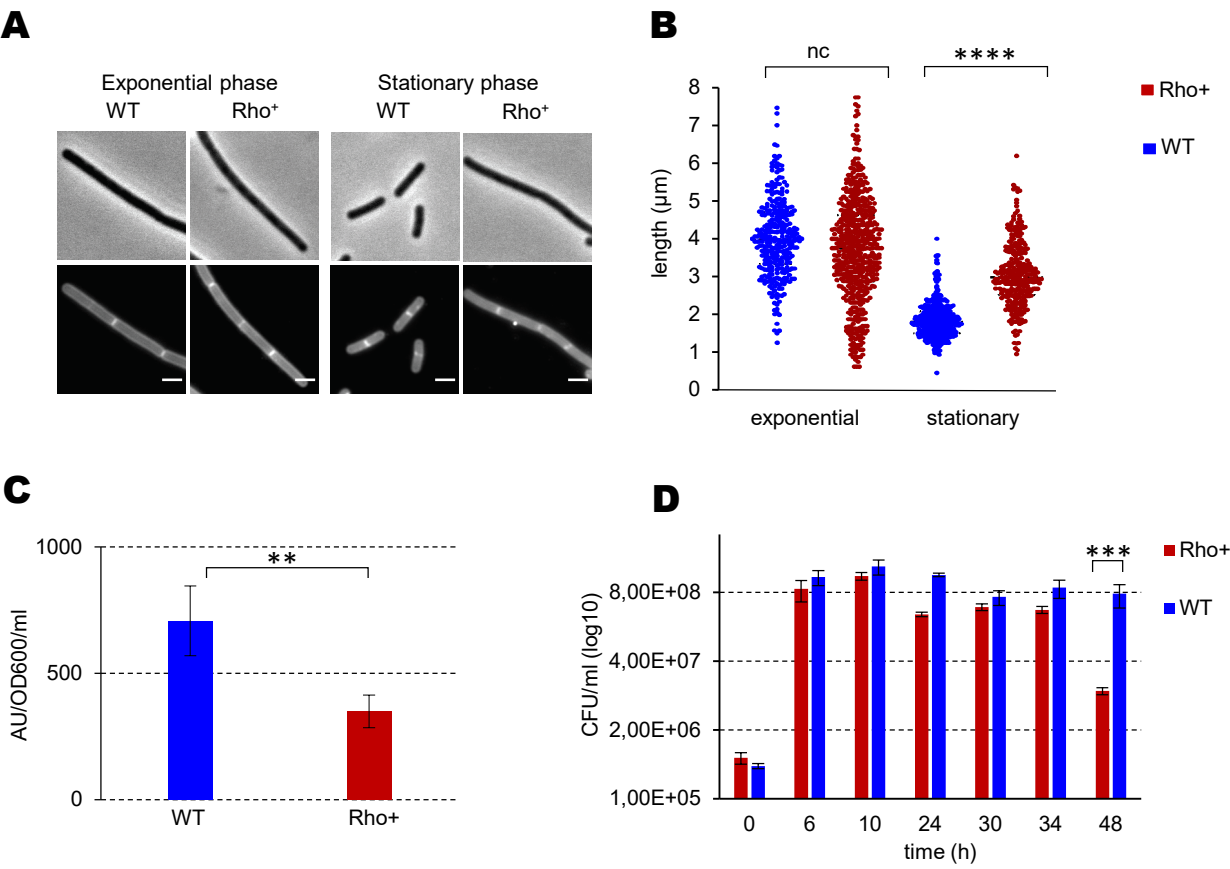 A
Exponential phase
Stationary phase
WT
Rho+
WT
Rho+
B
nc
****
8
7
6
5
4
3
2
1
0
length (µm)
exponential
stationary
Rho+
WT
C
1000
500
0
AU/OD600/ml
**
WT
Rho+
D
***
8,00E+08
4,00E+07
2,00E+06
1,00E+05
CFU/ml (log10)
0 6 10 24 30 34 48
time (h)
Rho+
WT